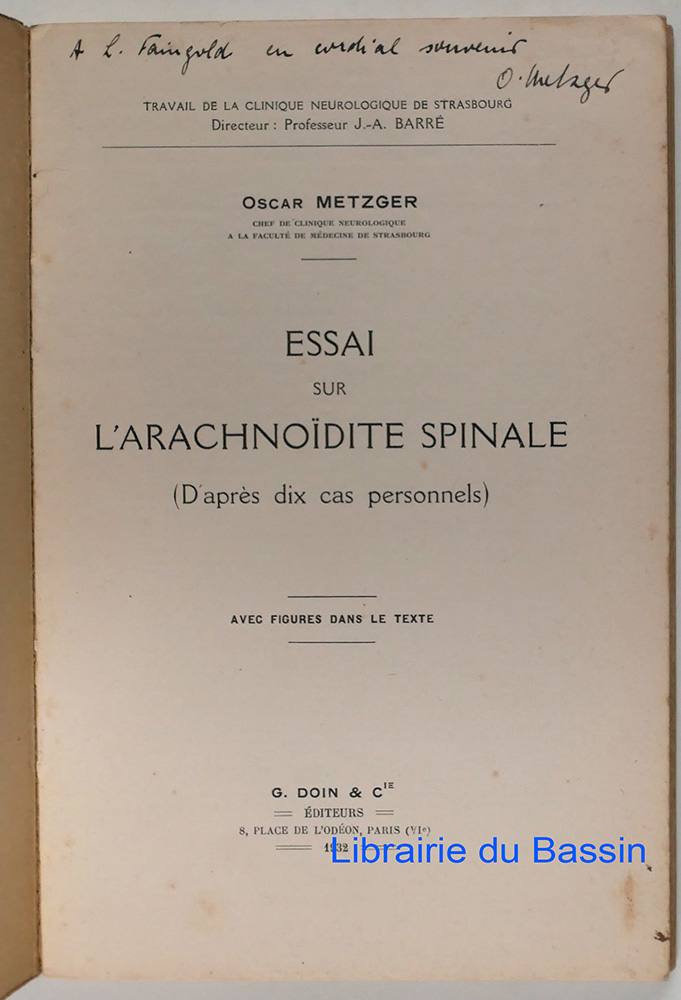 A L. Faingold en cordial souvenir
O. Metzger
TRAVAIL DE LA CLINIQUE NEUROLOGIQUE DE STRASBOURG
Directeur : Professeur J.-A. BARRÉ
OSCAR METZGER
CHEF DE CLINIQUE NEUROLOGIQUE
A LA FACULTÉ DE MÉDECINE DE STRASBOURG
ESSAI
SUR
L'ARACHNOÏDITE SPINALE
(D'après dix cas personnels)
AVEC FIGURES DANS LE TEXTE
G. DOIN & CIE
ÉDITEURS
8, PLACE DE L'ODÉON, PARIS (VIe)
1932
Librairie du Bassin